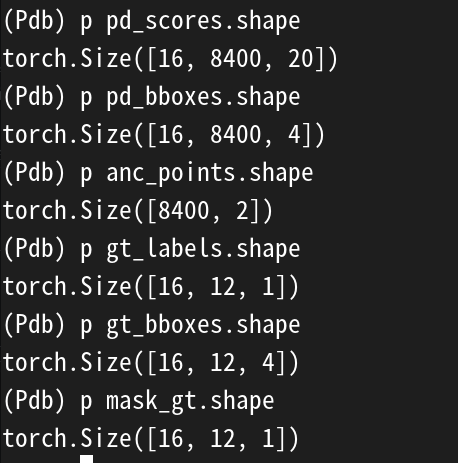 (Pdb) p pd_scores.shape
torch.Size([16, 8400, 20])
(Pdb) p pd_bboxes.shape
torch.Size([16, 8400, 4])
(Pdb) p anc_points.shape
torch.Size([8400, 2])
(Pdb) p gt_labels.shape
torch.Size([16, 12, 1])
(Pdb) p gt_bboxes.shape
torch.Size([16, 12, 4])
(Pdb) p mask_gt.shape
torch.Size([16, 12, 1])